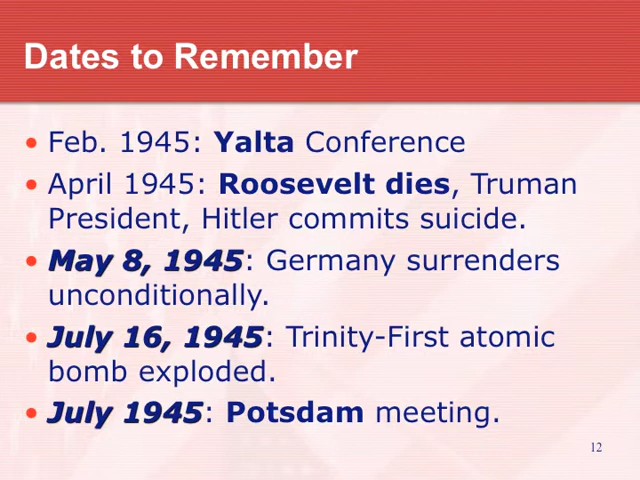 Dates to Remember
• Feb. 1945: Yalta Conference
• April 1945: Roosevelt dies, Truman
President, Hitler commits suicide.
• May 8, 1945: Germany surrenders
unconditionally.
• July 16, 1945: Trinity-First atomic
bomb exploded.
• July 1945: Potsdam meeting.
12